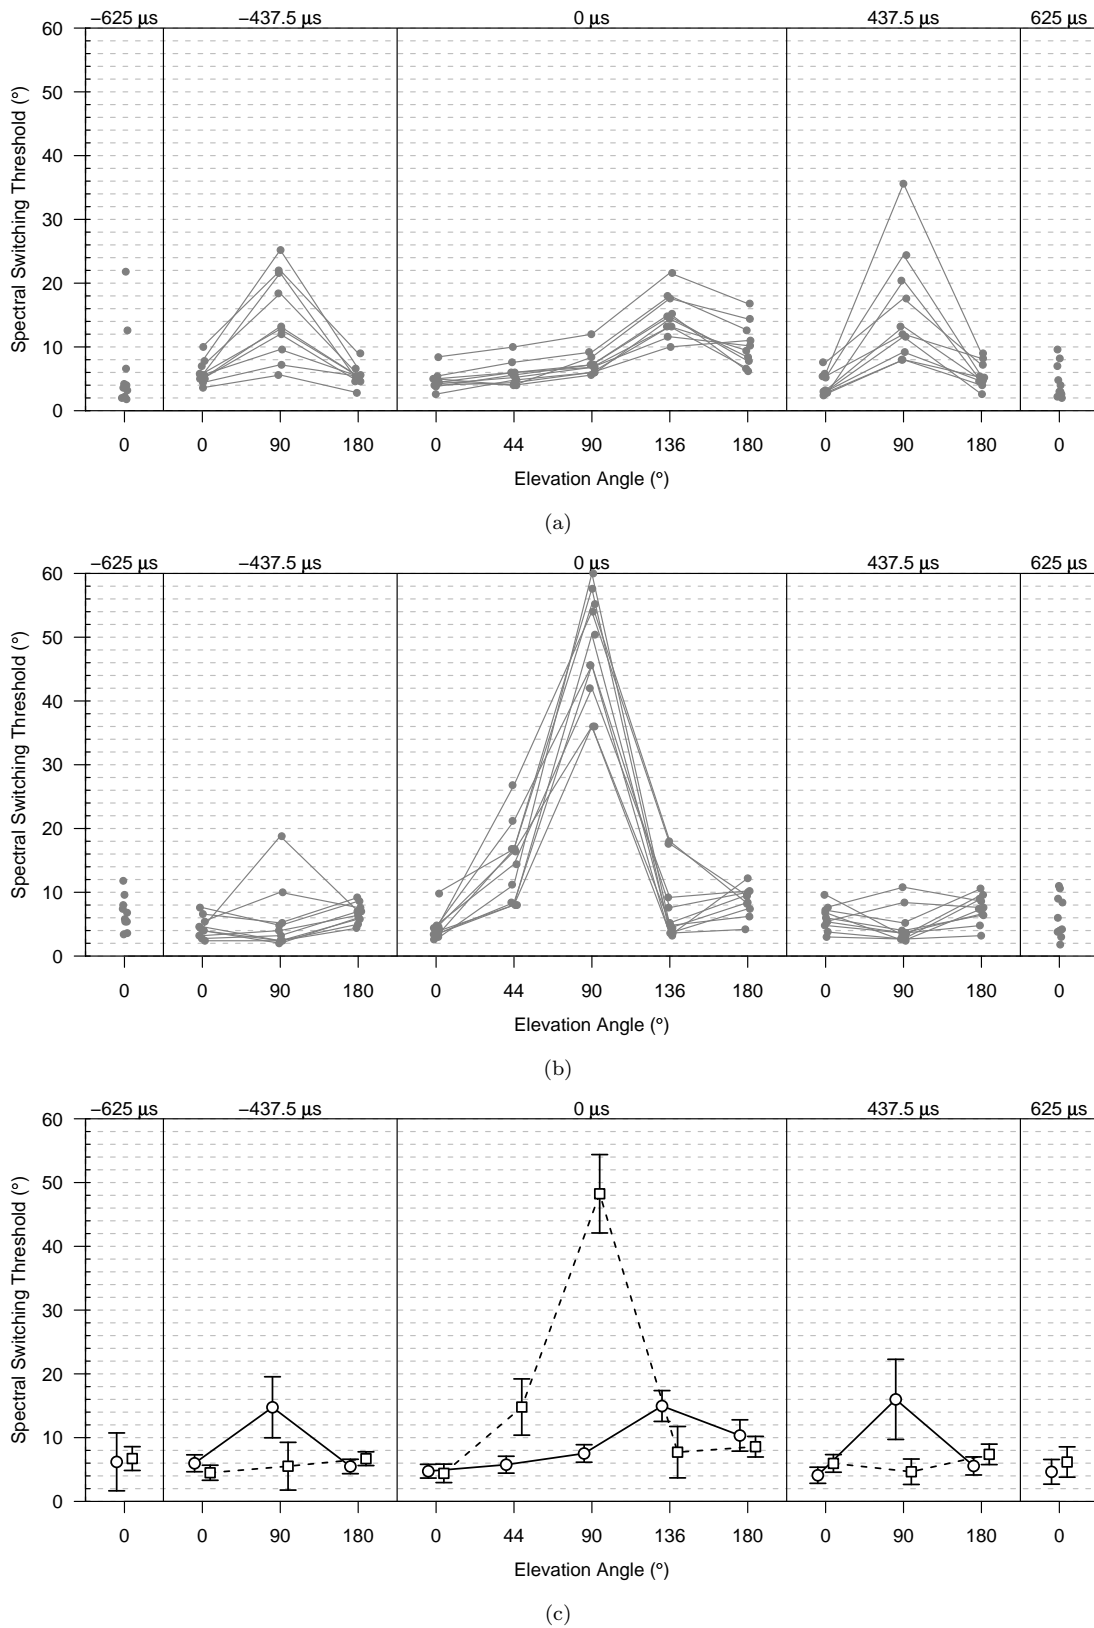 −625 µs −437.5 µs 0 µs 437.5 µs 625 µs
60
50
40
30
20
10
0
Spectral Switching Threshold (°)
0 0 90 180 0 44 90 136 180 0 90 180 0
Elevation Angle (°)
(a)
−625 µs −437.5 µs 0 µs 437.5 µs 625 µs
60
50
40
30
20
10
0
Spectral Switching Threshold (°)
0 0 90 180 0 44 90 136 180 0 90 180 0
Elevation Angle (°)
(b)
−625 µs −437.5 µs 0 µs 437.5 µs 625 µs
60
50
40
30
20
10
0
Spectral Switching Threshold (°)
0 0 90 180 0 44 90 136 180 0 90 180 0
Elevation Angle (°)
(c)